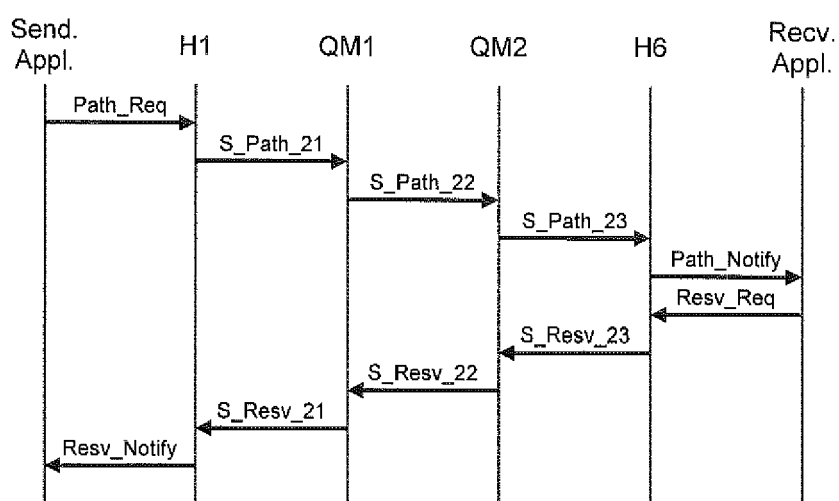 Send.
Appl.
H1
QM1
QM2
H6
Recv.
Appl.
Path_Req
S_Path_21
S_Path_22
S_Path_23
Path_Notify
Resv_Req
S_Resv_23
S_Resv_22
S_Resv_21
Resv_Notify